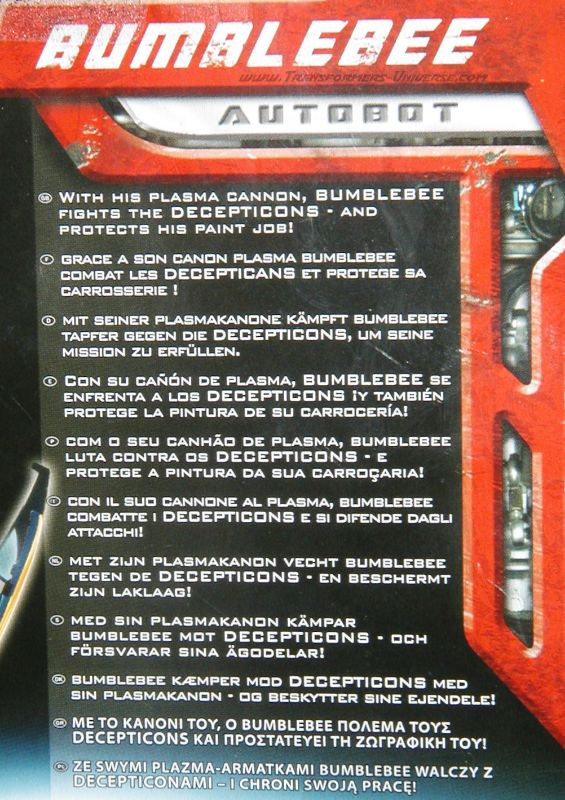 BUMBLEBEE
www.Transformers-Universe.com
AUTOBOT
GB WITH HIS PLASMA CANNON, BUMBLEBEE
FIGHTS THE DECEPTICONS - AND
PROTECTS HIS PAINT JOB!
F GRACE A SON CANON PLASMA BUMBLEBEE
COMBAT LES DECEPTICANS ET PROTEGE SA
CARROSSERIE !
D MIT SEINER PLASMAKANONE KÄMPFT BUMBLEBEE
TAPFER GEGEN DIE DECEPTICONS, UM SEINE
MISSION ZU ERFÜLLEN.
E CON SU CAÑÓN DE PLASMA, BUMBLEBEE SE
ENFRENTA A LOS DECEPTICONS ¡Y TAMBIÉN
PROTEGE LA PINTURA DE SU CARROCERÍA!
P COM O SEU CANHÃO DE PLASMA, BUMBLEBEE
LUTA CONTRA OS DECEPTICONS - E
PROTEGE A PINTURA DA SUA CARROÇARIA!
I CON IL SUO CANNONE AL PLASMA, BUMBLEBEE
COMBATTE I DECEPTICONS E SI DIFENDE DAGLI
ATTACCHI!
NL MET ZIJN PLASMAKANON VECHT BUMBLEBEE
TEGEN DE DECEPTICONS - EN BESCHERMT
ZIJN LAKLAAG!
S MED SIN PLASMAKANON KÄMPAR
BUMBLEBEE MOT DECEPTICONS - OCH
FÖRSVARAR SINA ÄGODELAR!
DK BUMBLEBEE KÆMPER MOD DECEPTICONS MED
SIN PLASMAKANON - OG BESKYTTER SINE EJENDELE!
GR ΜΕ ΤΟ ΚΑΝΟΝΙ ΤΟΥ, Ο BUMBLEBEE ΠΟΛΕΜΑ ΤΟΥΣ
DECEPTICONS ΚΑΙ ΠΡΟΣΤΑΤΕΥΕΙ ΤΗ ΖΩΓΡΑΦΙΚΗ ΤΟΥ!
PL ZE SWYMI PLAZMA-ARMATKAMI BUMBLEBEE WALCZY Z
DECEPTICONAMI – I CHRONI SWOJĄ PRACĘ!